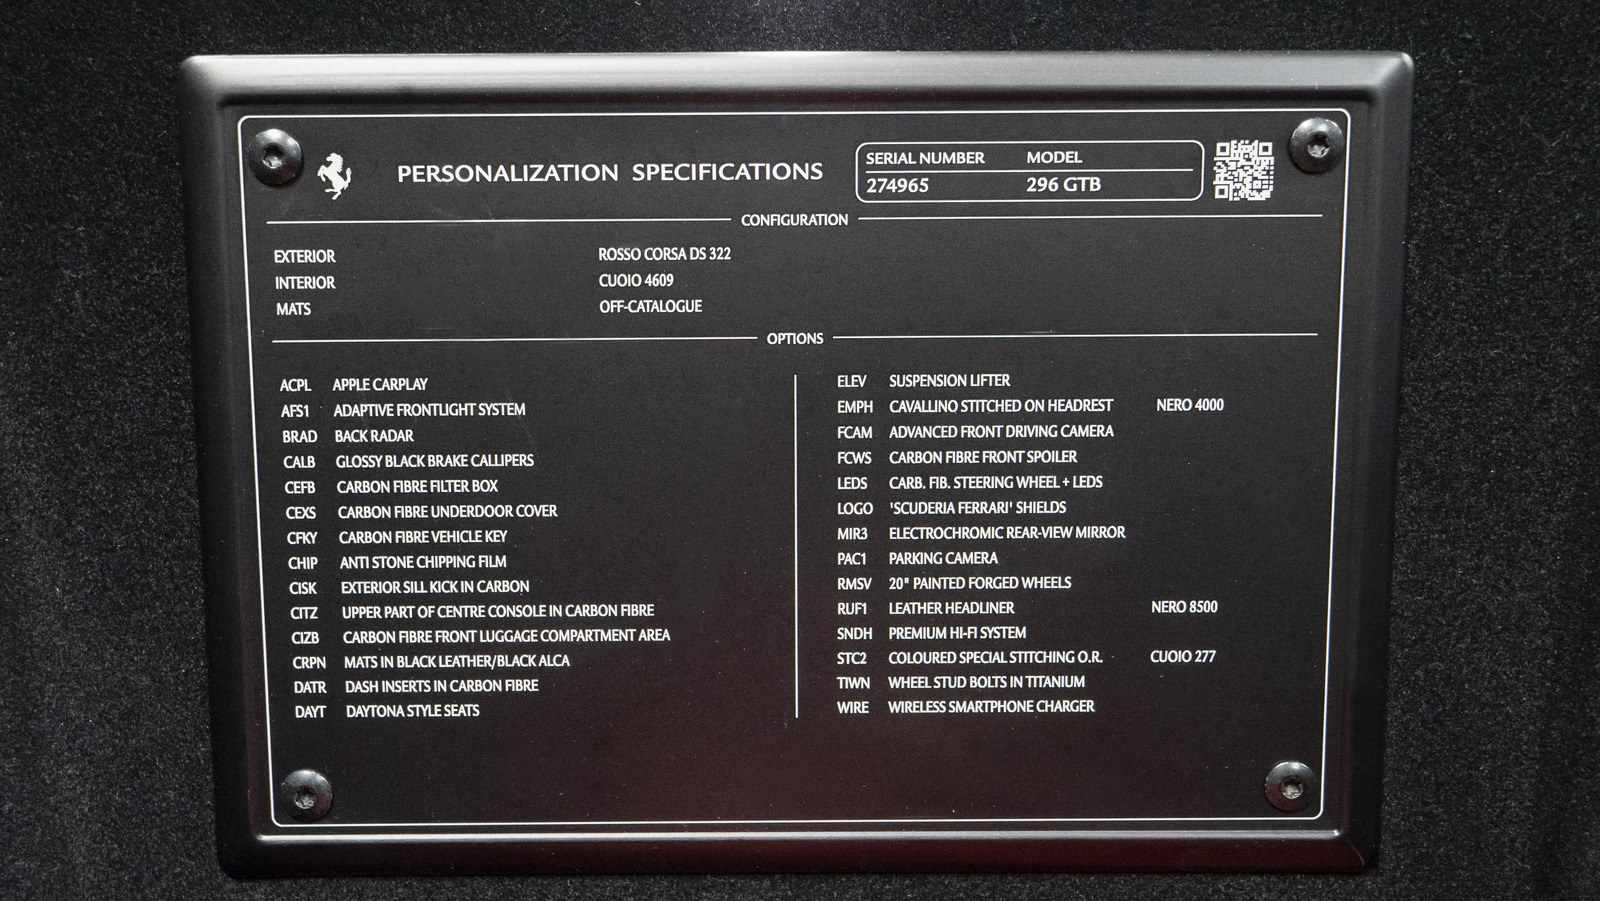 PERSONALIZATION SPECIFICATIONS
SERIAL NUMBER MODEL
274965 296 GTB
CONFIGURATION
EXTERIOR ROSSO CORSA DS 322
INTERIOR CUOIO 4609
MATS OFF-CATALOGUE
OPTIONS
ACPL APPLE CARPLAY
AFS1 ADAPTIVE FRONTLIGHT SYSTEM
BRAD BACK RADAR
CALB GLOSSY BLACK BRAKE CALLIPERS
CEFB CARBON FIBRE FILTER BOX
CEXS CARBON FIBRE UNDERDOOR COVER
CFKY CARBON FIBRE VEHICLE KEY
CHIP ANTI STONE CHIPPING FILM
CISK EXTERIOR SILL KICK IN CARBON
CITZ UPPER PART OF CENTRE CONSOLE IN CARBON FIBRE
CIZB CARBON FIBRE FRONT LUGGAGE COMPARTMENT AREA
CRPN MATS IN BLACK LEATHER/BLACK ALCA
DATR DASH INSERTS IN CARBON FIBRE
DAYT DAYTONA STYLE SEATS
ELEV SUSPENSION LIFTER
EMPH CAVALLINO STITCHED ON HEADREST NERO 4000
FCAM ADVANCED FRONT DRIVING CAMERA
FCWS CARBON FIBRE FRONT SPOILER
LEDS CARB. FIB. STEERING WHEEL + LEDS
LOGO 'SCUDERIA FERRARI' SHIELDS
MIR3 ELECTROCHROMIC REAR-VIEW MIRROR
PAC1 PARKING CAMERA
RMSV 20" PAINTED FORGED WHEELS
RUF1 LEATHER HEADLINER NERO 8500
SNDH PREMIUM HI-FI SYSTEM
STC2 COLOURED SPECIAL STITCHING O.R. CUOIO 277
TIWN WHEEL STUD BOLTS IN TITANIUM
WIRE WIRELESS SMARTPHONE CHARGER